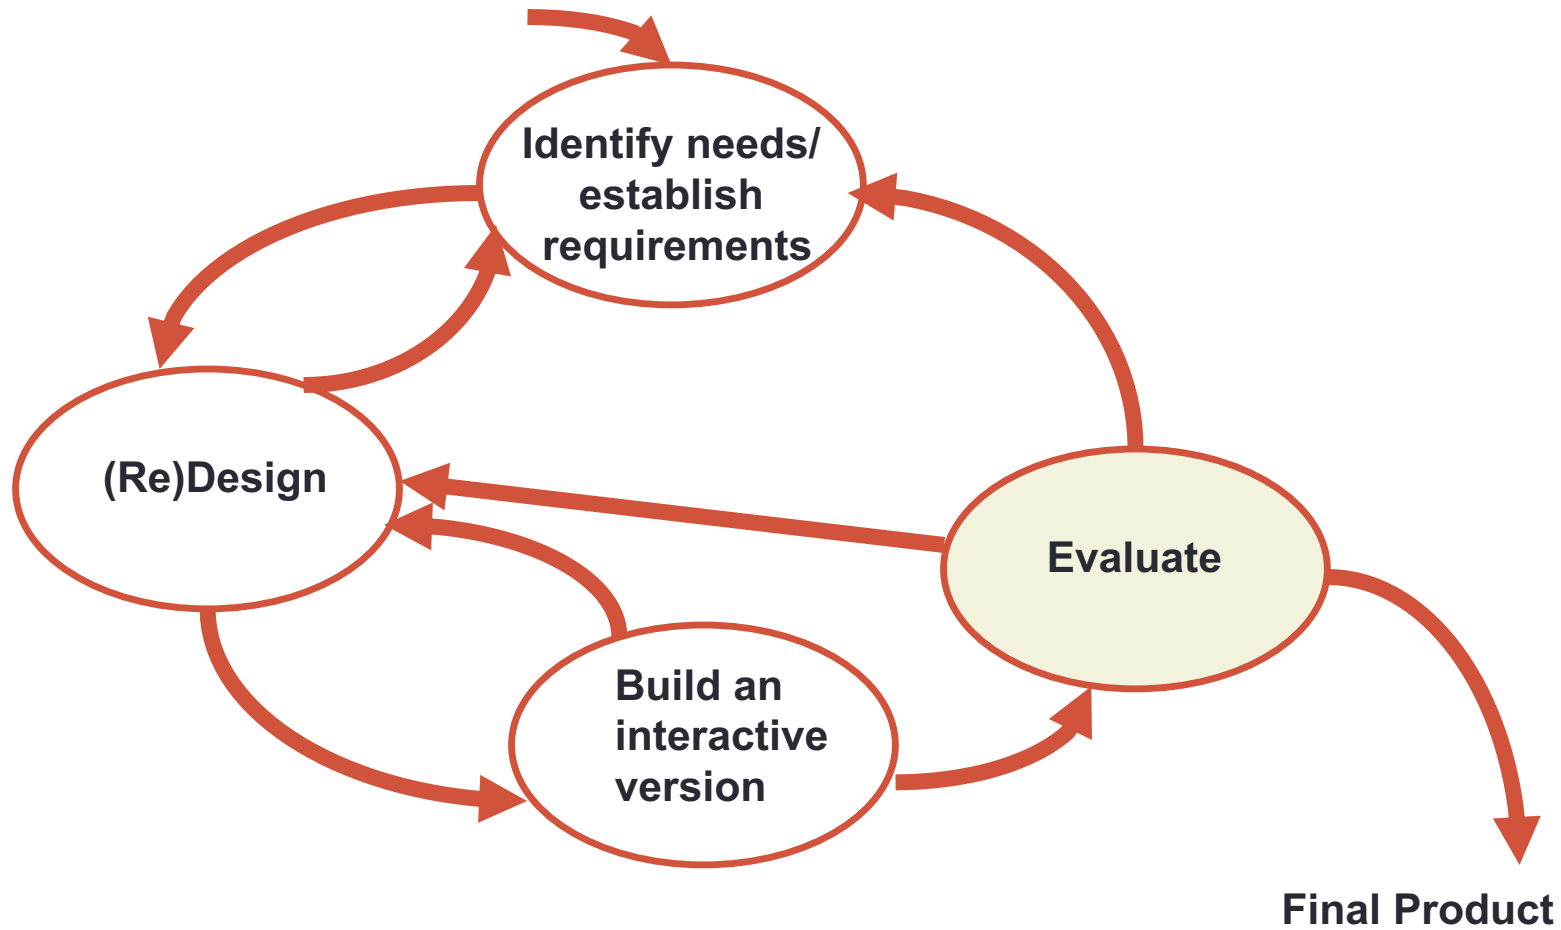 Identify needs/
establish
requirements
(Re)Design
Evaluate
Build an
interactive
version
Final Product